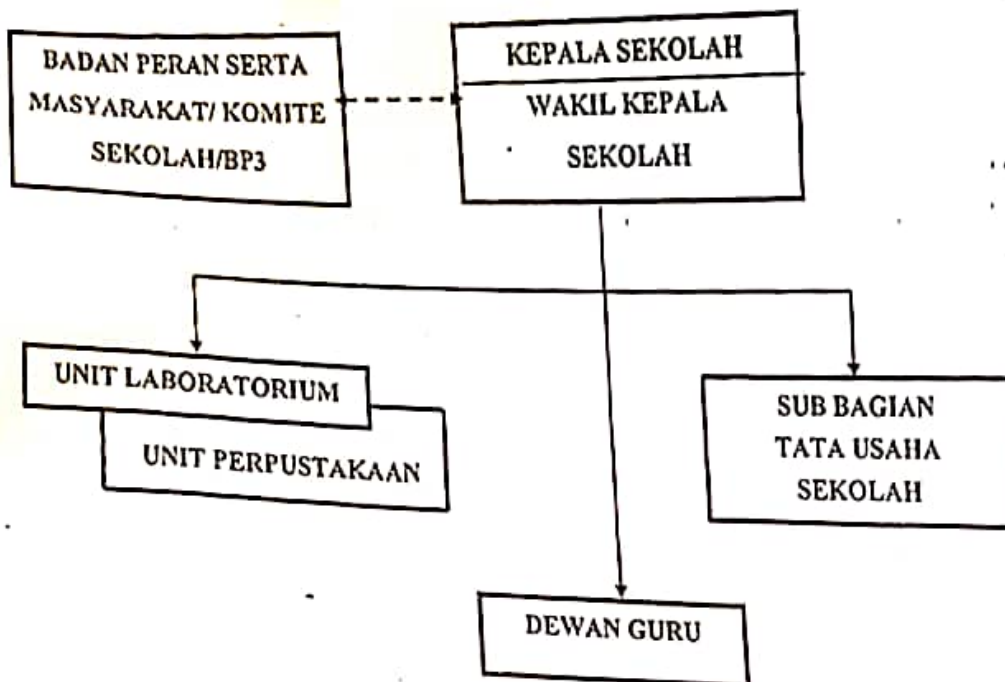 BADAN PERAN SERTA
MASYARAKAT/ KOMITE
SEKOLAH/BP3
KEPALA SEKOLAH
WAKIL KEPALA
SEKOLAH
UNIT LABORATORIUM
UNIT PERPUSTAKAAN
SUB BAGIAN
TATA USAHA
SEKOLAH
DEWAN GURU